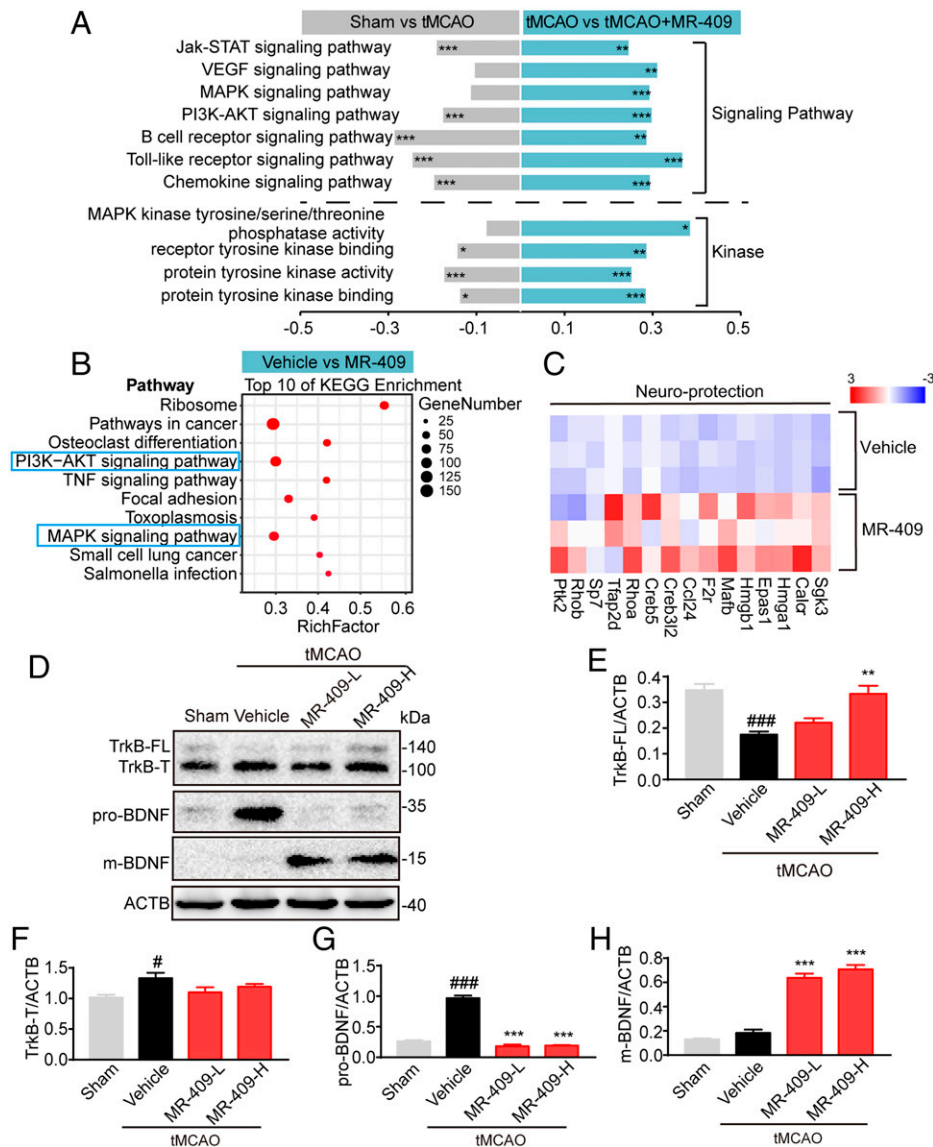 A
Sham vs tMCAO
tMCAO vs tMCAO+MR-409
Jak-STAT signaling pathway
*** **
VEGF signaling pathway
**
MAPK signaling pathway
***
PI3K-AKT signaling pathway
*** ***
B cell receptor signaling pathway
*** **
Toll-like receptor signaling pathway
*** ***
Chemokine signaling pathway
*** ***
Signaling Pathway
MAPK kinase tyrosine/serine/threonine
phosphatase activity
*
receptor tyrosine kinase binding
* **
protein tyrosine kinase activity
*** ***
protein tyrosine kinase binding
* ***
Kinase
-0.5 -0.3 -0.1 0.1 0.3 0.5
B
Vehicle vs MR-409
Pathway
Top 10 of KEGG Enrichment
Ribosome
Pathways in cancer
Osteoclast differentiation
PI3K-AKT signaling pathway
TNF signaling pathway
Focal adhesion
Toxoplasmosis
MAPK signaling pathway
Small cell lung cancer
Salmonella infection
0.3 0.4 0.5 0.6
RichFactor
GeneNumber
25
50
75
100
125
150
C
Neuro-protection
3 -3
Vehicle
MR-409
Ptk2
Rhob
Sp7
Tfap2d
Rhoa
Creb5
Creb3l2
Ccl24
F2r
Mafb
Hmgb1
Epas1
Hmga1
Calcr
Sgk3
D
tMCAO
Sham Vehicle MR-409-L MR-409-H
kDa
TrkB-FL -140
TrkB-T -100
pro-BDNF -35
m-BDNF -15
ACTB -40
E
TrkB-FL/ACTB
0.4
0.3
0.2
0.1
0.0
###
**
Sham Vehicle MR-409-L MR-409-H
tMCAO
F
TrkB-T/ACTB
1.5
1.0
0.5
0.0
#
Sham Vehicle MR-409-L MR-409-H
tMCAO
G
pro-BDNF/ACTB
1.5
1.0
0.5
0.0
###
*** ***
Sham Vehicle MR-409-L MR-409-H
tMCAO
H
m-BDNF/ACTB
0.8
0.6
0.4
0.2
0.0
*** ***
Sham Vehicle MR-409-L MR-409-H
tMCAO